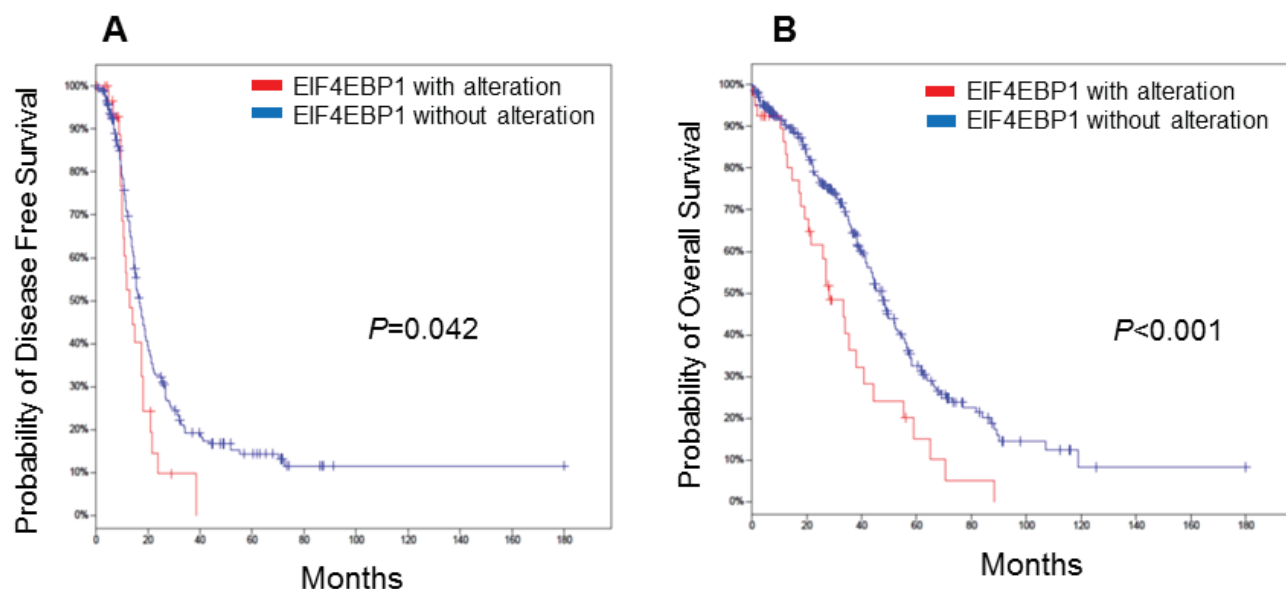 A
EIF4EBP1 with alteration
EIF4EBP1 without alteration
Probability of Disease Free Survival
100%
90%
80%
70%
60%
50%
40%
30%
20%
10%
0%
P=0.042
0 20 40 60 80 100 120 140 160 180
Months
B
EIF4EBP1 with alteration
EIF4EBP1 without alteration
Probability of Overall Survival
100%
90%
80%
70%
60%
50%
40%
30%
20%
10%
0%
P<0.001
0 20 40 60 80 100 120 140 160 180
Months